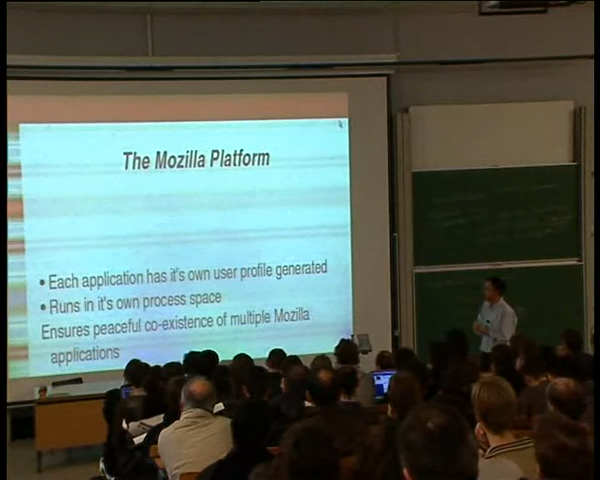 The Mozilla Platform
• Each application has it's own user profile generated
• Runs in it's own process space
Ensures peaceful co-existence of multiple Mozilla
applications